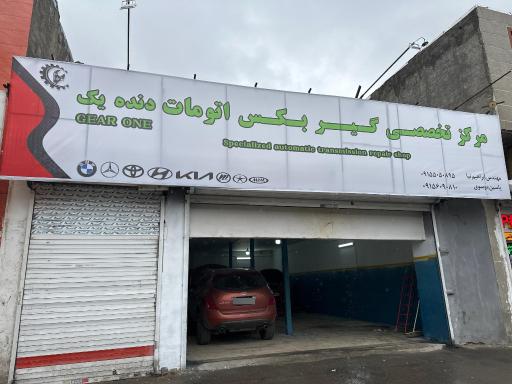 مرکز تخصصی گیربکس اتومات دنده یک
GEAR ONE
Specialized automatic transmission repair shop
KIA